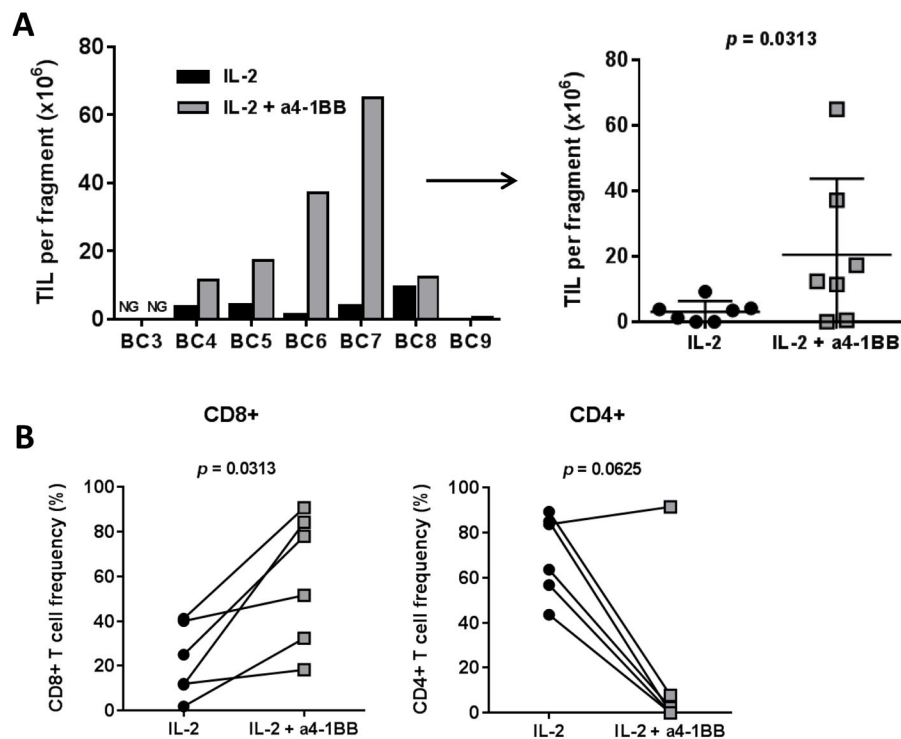 A
TIL per fragment (x10⁶)
80
60
40
20
0
IL-2
IL-2 + a4-1BB
NG NG
BC3 BC4 BC5 BC6 BC7 BC8 BC9
p = 0.0313
TIL per fragment (x10⁶)
80
60
40
20
0
IL-2 IL-2 + a4-1BB
B
CD8+
p = 0.0313
CD8+ T cell frequency (%)
100
80
60
40
20
0
IL-2 IL-2 + a4-1BB
CD4+
p = 0.0625
CD4+ T cell frequency (%)
100
80
60
40
20
0
IL-2 IL-2 + a4-1BB